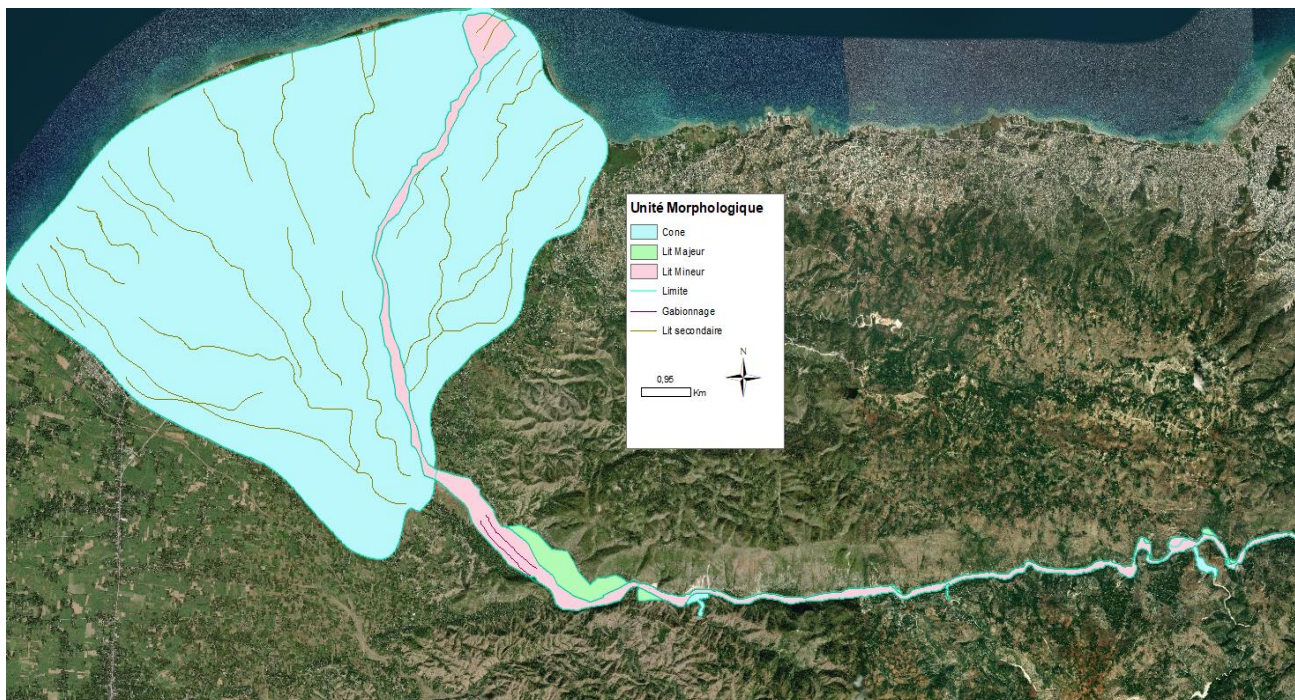 Unité Morphologique
Cone
Lit Majeur
Lit Mineur
Limite
Gabionnage
Lit secondaire
N
0,95
Km